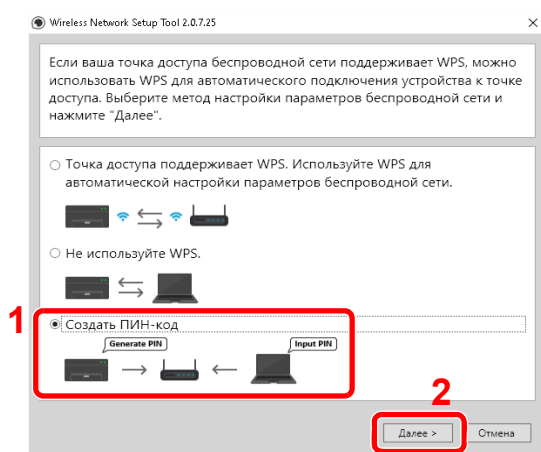 Wireless Network Setup Tool 2.0.7.25
Если ваша точка доступа беспроводной сети поддерживает WPS, можно
использовать WPS для автоматического подключения устройства к точке
доступа. Выберите метод настройки параметров беспроводной сети и
нажмите "Далее".
Точка доступа поддерживает WPS. Используйте WPS для
автоматической настройки параметров беспроводной сети.
Не используйте WPS.
1
Создать ПИН-код
Generate PIN
Input PIN
2
Далее >
Отмена